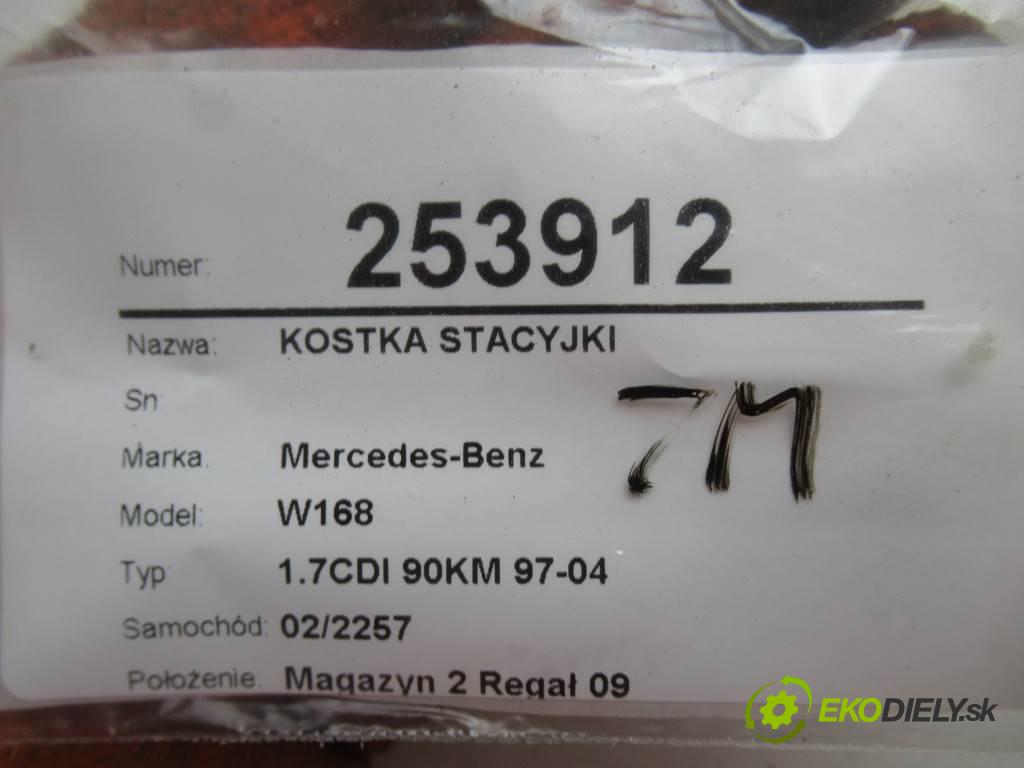 Numer: 253912
Nazwa: KOSTKA STACYJKI
Sn
7M
Marka. Mercedes-Benz
Model: W168
Typ 1.7CDI 90KM 97-04
Samochód: 02/2257
Położenie: Magazyn 2 Regał 09
EKODIELY.sk